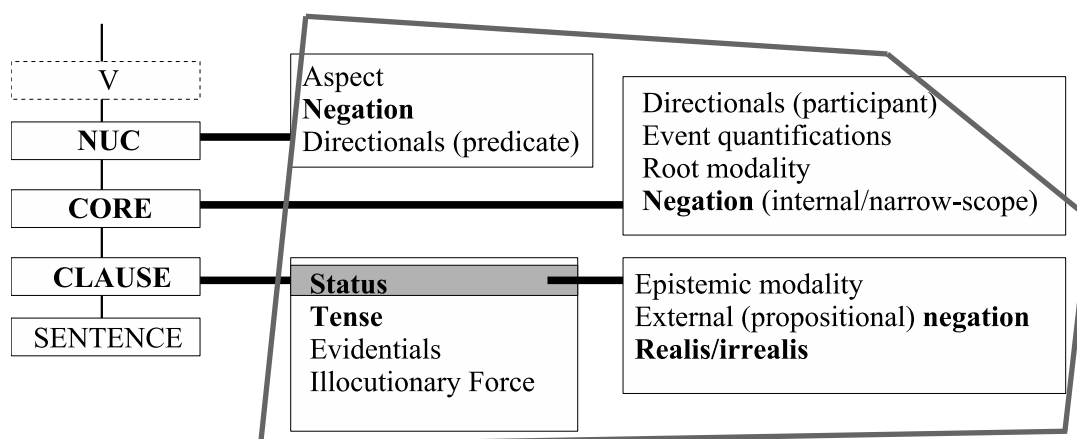 V
NUC
CORE
CLAUSE
SENTENCE
Aspect
Negation
Directionals (predicate)
Directionals (participant)
Event quantifications
Root modality
Negation (internal/narrow-scope)
Status
Tense
Evidentials
Illocutionary Force
Epistemic modality
External (propositional) negation
Realis/irrealis